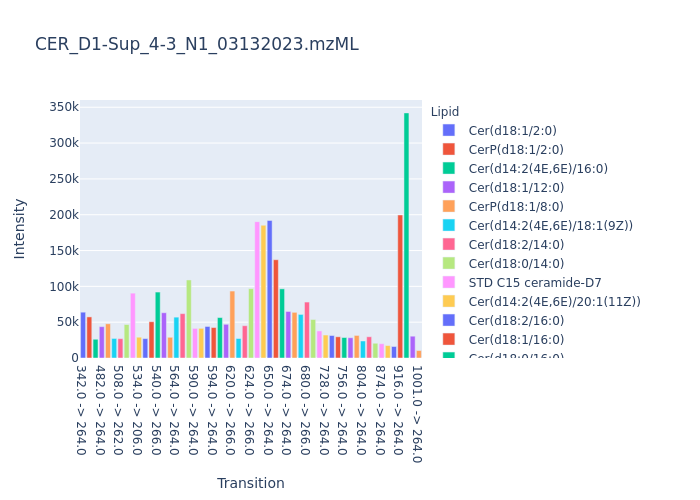 CER_D1-Sup_4-3_N1_03132023.mzML
Lipid
Cer(d18:1/2:0)
CerP(d18:1/2:0)
Cer(d14:2(4E,6E)/16:0)
Cer(d18:1/12:0)
CerP(d18:1/8:0)
Cer(d14:2(4E,6E)/18:1(9Z))
Cer(d18:2/14:0)
Cer(d18:0/14:0)
STD C15 ceramide-D7
Cer(d14:2(4E,6E)/20:1(11Z))
Cer(d18:2/16:0)
Cer(d18:1/16:0)
Cer(d18:0/16:0)
350k
300k
250k
200k
150k
100k
50k
0
Intensity
342.0 -> 264.0
482.0 -> 264.0
508.0 -> 262.0
534.0 -> 206.0
540.0 -> 266.0
564.0 -> 264.0
590.0 -> 264.0
594.0 -> 264.0
620.0 -> 266.0
624.0 -> 266.0
650.0 -> 264.0
674.0 -> 264.0
680.0 -> 264.0
728.0 -> 264.0
756.0 -> 264.0
804.0 -> 264.0
874.0 -> 264.0
916.0 -> 264.0
1001.0 -> 264.0
Transition